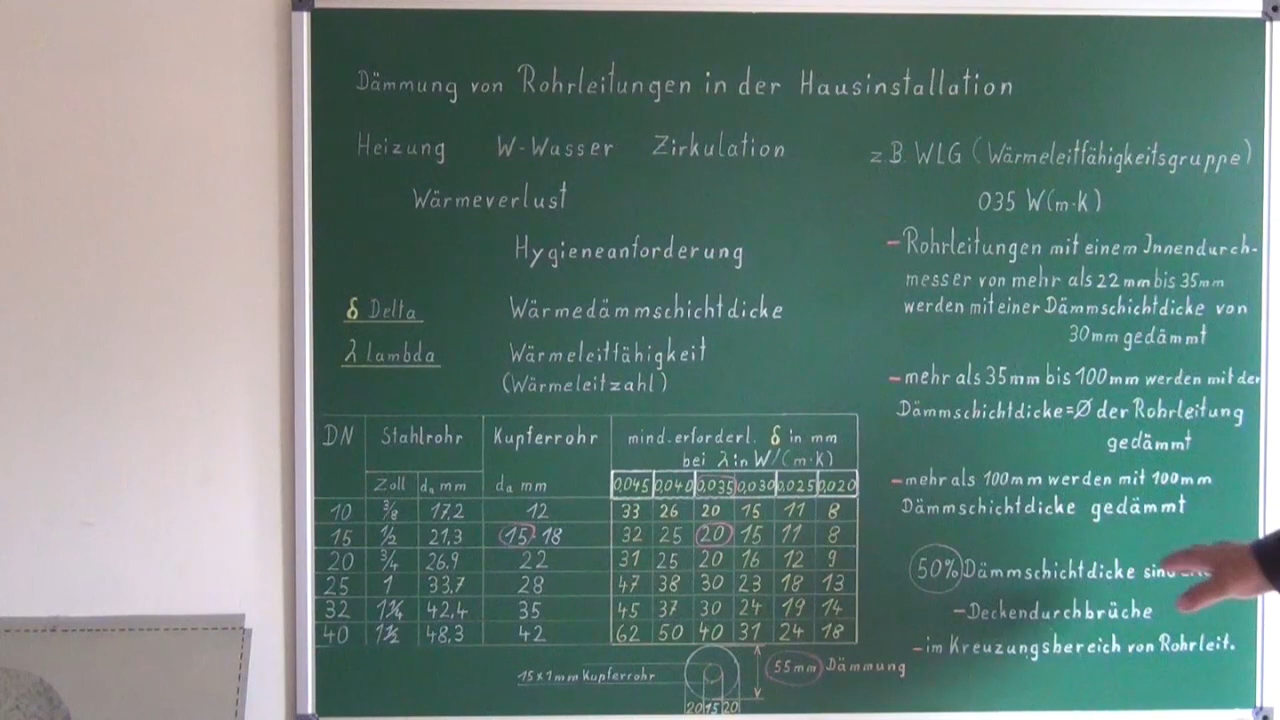 Dämmung von Rohrleitungen in der Hausinstallation
Heizung W-Wasser Zirkulation
Wärmeverlust
Hygieneanforderung
δ Delta Wärmedämmschichtdicke
λ lambda Wärmeleitfähigkeit
(Wärmeleitzahl)
DN Stahlrohr Kupferrohr mind. erforderl. δ in mm
bei λ in W/(m·K)
Zoll da mm da mm 0,045 0,040 0,035 0,030 0,025 0,020
10 3/8 17,2 12 33 26 20 15 11 8
15 1/2 21,3 15 18 32 25 20 15 11 8
20 3/4 26,9 22 31 25 20 16 12 9
25 1 33,7 28 47 38 30 23 18 13
32 1 1/4 42,4 35 45 37 30 24 19 14
40 1 1/2 48,3 42 62 50 40 31 24 18
15 x 1mm Kupferrohr 55mm Dämmung
20 15 20
z.B. WLG (Wärmeleitfähigkeitsgruppe)
035 W(m·K)
- Rohrleitungen mit einem Innendurch-
messer von mehr als 22 mm bis 35mm
werden mit einer Dämmschichtdicke von
30mm gedämmt
- mehr als 35mm bis 100mm werden mit der
Dämmschichtdicke = Ø der Rohrleitung
gedämmt
- mehr als 100mm werden mit 100mm
Dämmschichtdicke gedämmt
50% Dämmschichtdicke sind
- Deckendurchbrüche
- im Kreuzungsbereich von Rohrleit.